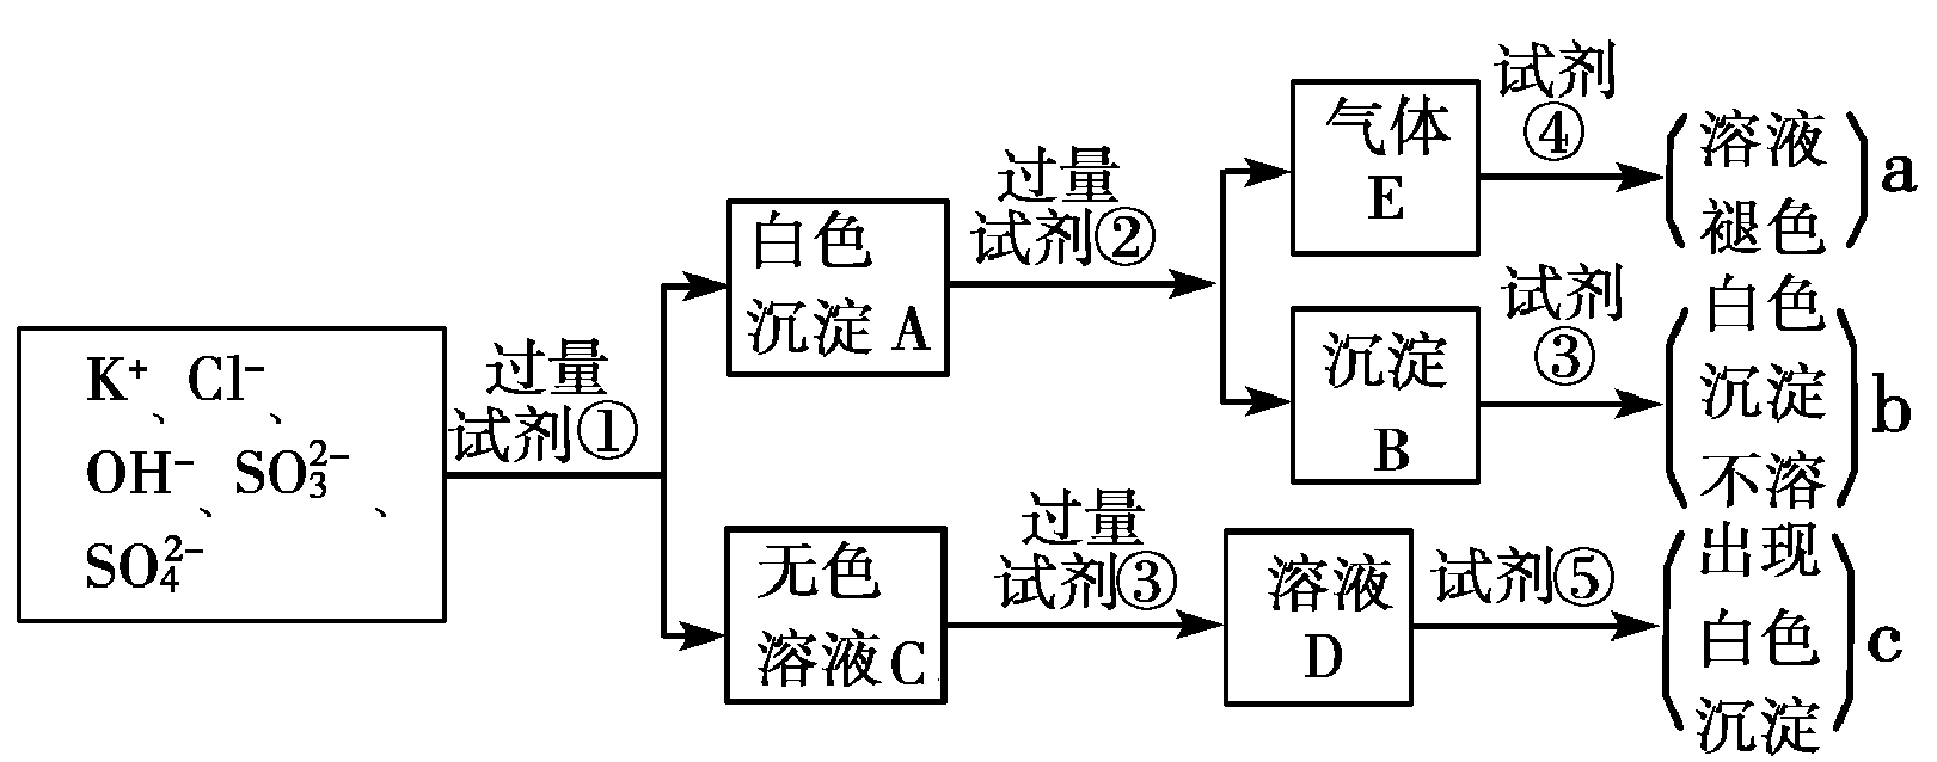 K⁺、Cl⁻、
OH⁻、SO₃²⁻、
SO₄²⁻
过量
试剂①
白色
沉淀 A
过量
试剂②
气体
E
试剂
④
溶液
褪色
a
沉淀
B
试剂
③
白色
沉淀
不溶
b
无色
溶液C
过量
试剂③
溶液
D
试剂⑤
出现
白色
沉淀
c